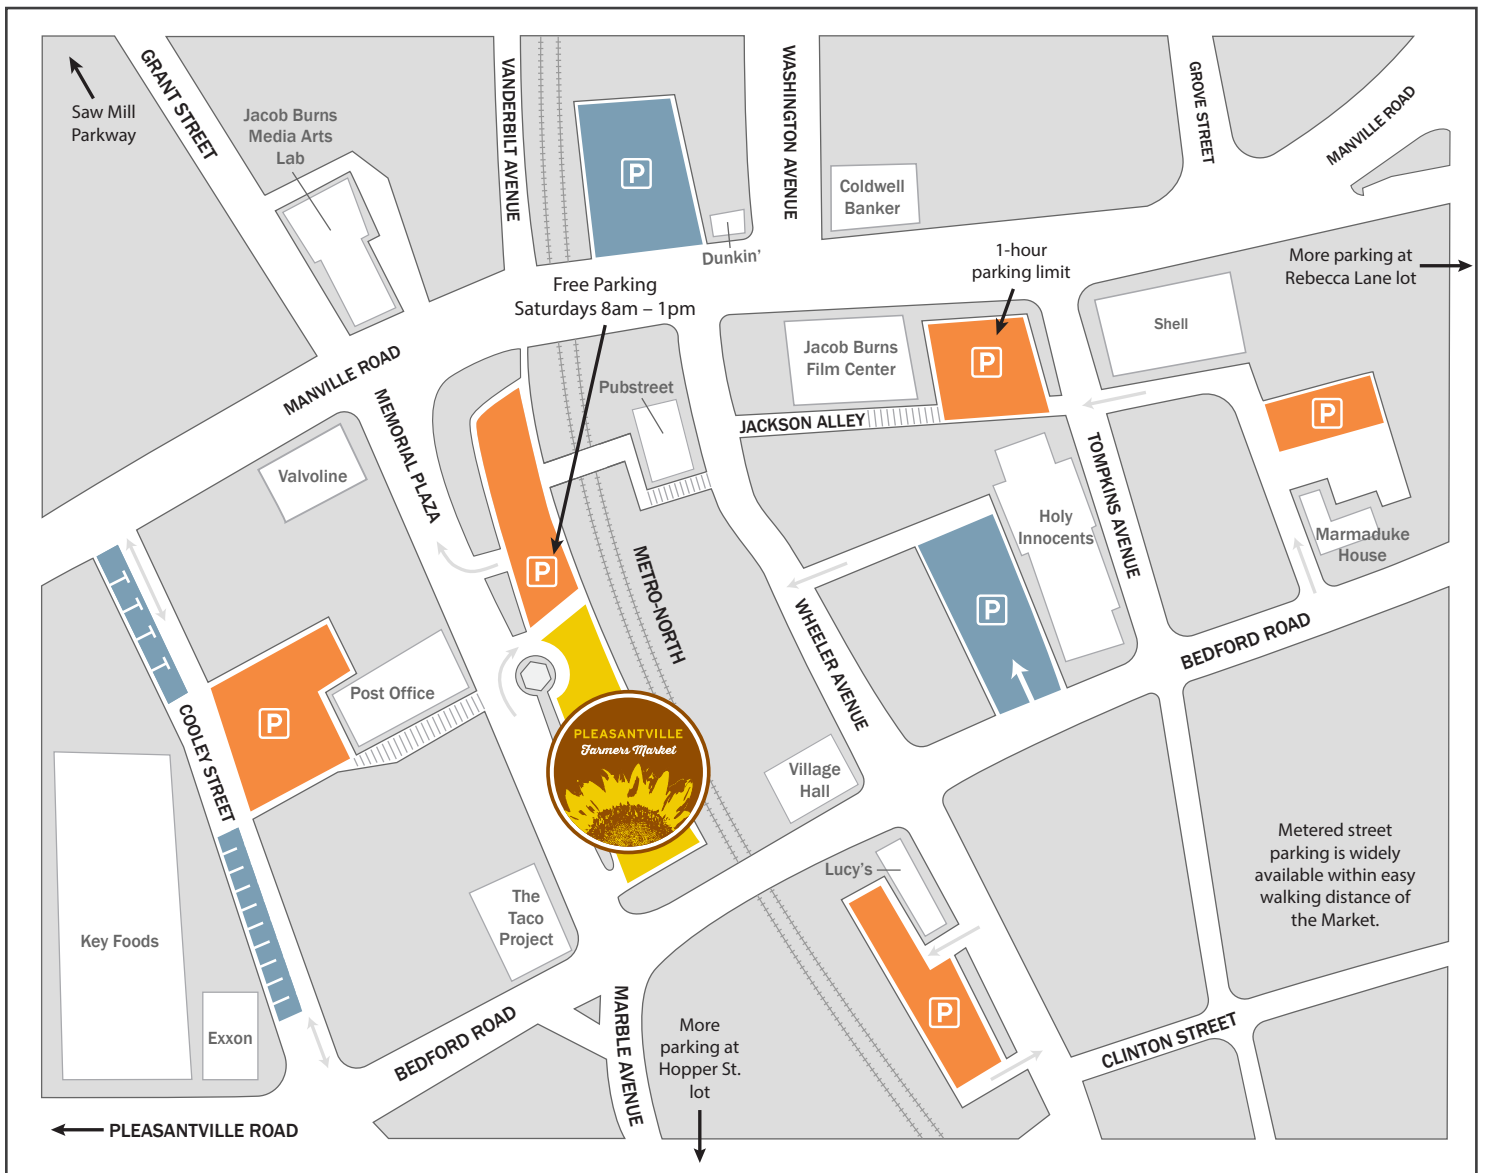 GRANT STREET
Saw Mill
Parkway
Jacob Burns
Media Arts
Lab
VANDERBILT AVENUE
P
Dunkin'
WASHINGTON AVENUE
Coldwell
Banker
GROVE STREET
MANVILLE ROAD
1-hour
parking limit
More parking at
Rebecca Lane lot
Free Parking
Saturdays 8am – 1pm
Shell
Jacob Burns
Film Center
P
P
MANVILLE ROAD
MEMORIAL PLAZA
Pubstreet
JACKSON ALLEY
TOMPKINS AVENUE
Valvoline
Holy
Innocents
Marmaduke
House
P
METRO-NORTH
P
WHEELER AVENUE
BEDFORD ROAD
Post Office
P
COOLEY STREET
PLEASANTVILLE
Farmers Market
Village
Hall
Lucy's
Metered street
parking is widely
available within easy
walking distance of
the Market.
The
Taco
Project
Key Foods
Exxon
BEDFORD ROAD
MARBLE AVENUE
More
parking at
Hopper St.
lot
P
CLINTON STREET
PLEASANTVILLE ROAD